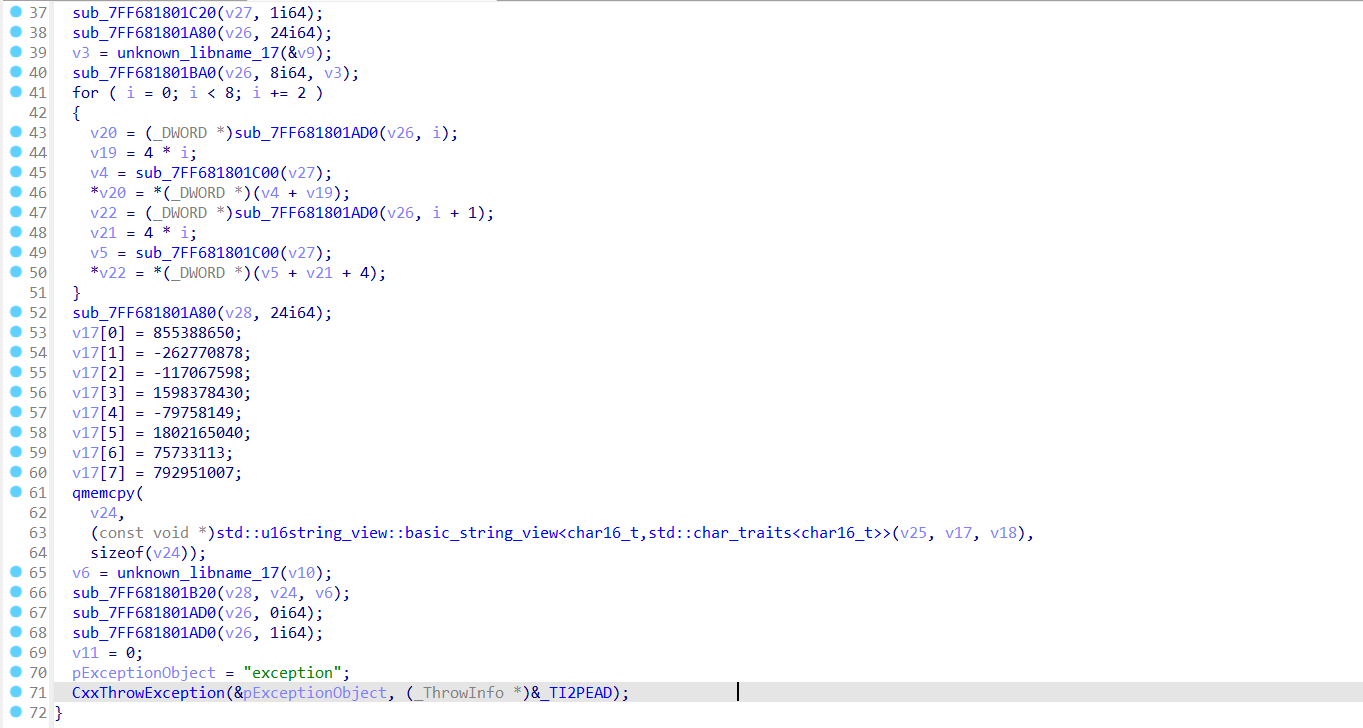 37 sub_7FF681801C20(v27, 1i64);
38 sub_7FF681801A80(v26, 24i64);
39 v3 = unknown_libname_17(&v9);
40 sub_7FF681801BA0(v26, 8i64, v3);
41 for ( i = 0; i < 8; i += 2 )
42 {
43 v20 = (_DWORD *)sub_7FF681801AD0(v26, i);
44 v19 = 4 * i;
45 v4 = sub_7FF681801C00(v27);
46 *v20 = *(_DWORD *)(v4 + v19);
47 v22 = (_DWORD *)sub_7FF681801AD0(v26, i + 1);
48 v21 = 4 * i;
49 v5 = sub_7FF681801C00(v27);
50 *v22 = *(_DWORD *)(v5 + v21 + 4);
51 }
52 sub_7FF681801A80(v28, 24i64);
53 v17[0] = 855388650;
54 v17[1] = -262770878;
55 v17[2] = -117067598;
56 v17[3] = 1598378430;
57 v17[4] = -79758149;
58 v17[5] = 1802165040;
59 v17[6] = 75733113;
60 v17[7] = 792951007;
61 qmemcpy(
62 v24,
63 (const void *)std::u16string_view::basic_string_view<char16_t,std::char_traits<char16_t>>(v25, v17, v18),
64 sizeof(v24));
65 v6 = unknown_libname_17(v10);
66 sub_7FF681801B20(v28, v24, v6);
67 sub_7FF681801AD0(v26, 0i64);
68 sub_7FF681801AD0(v26, 1i64);
69 v11 = 0;
70 pExceptionObject = "exception";
71 CxxThrowException(&pExceptionObject, (_ThrowInfo *)&_TI2PEAD);
72 }